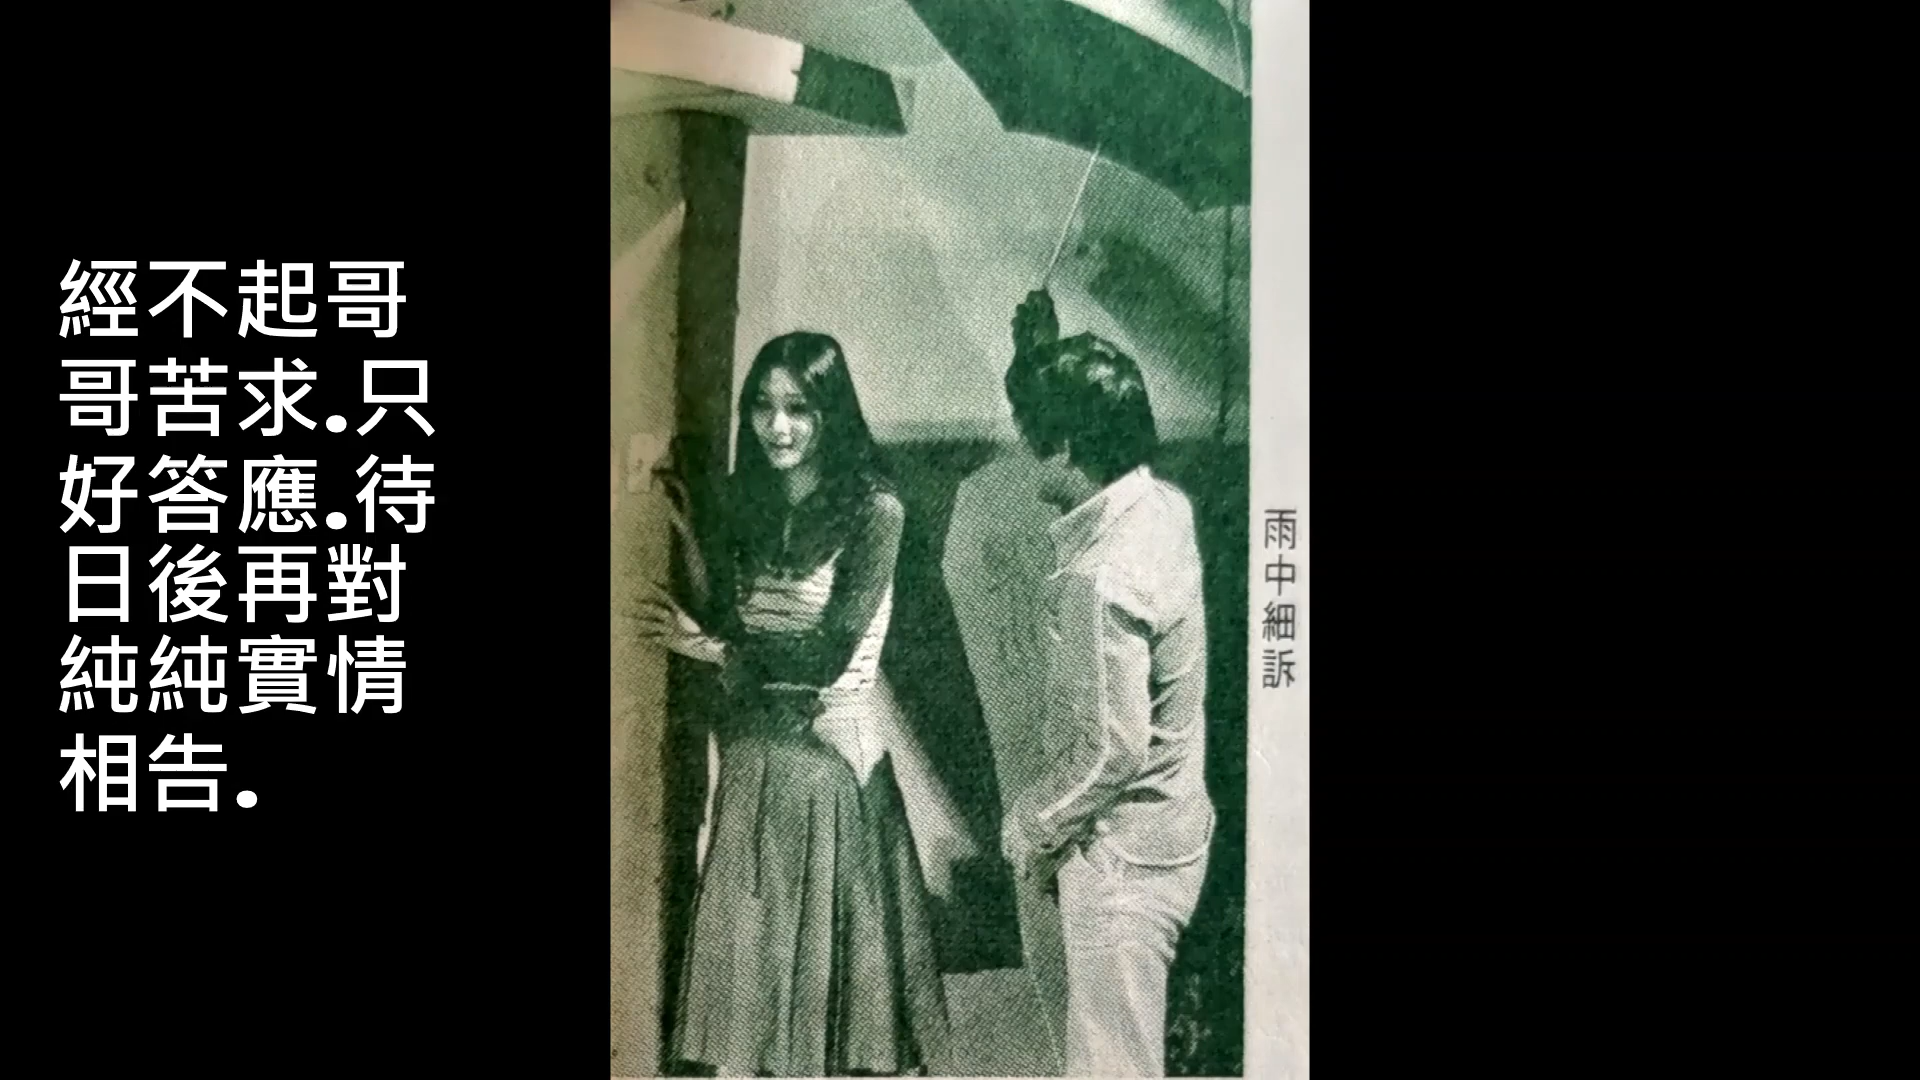 經不起哥
哥苦求.只
好答應.待
日後再對
純純實情
相告.
雨中細訴